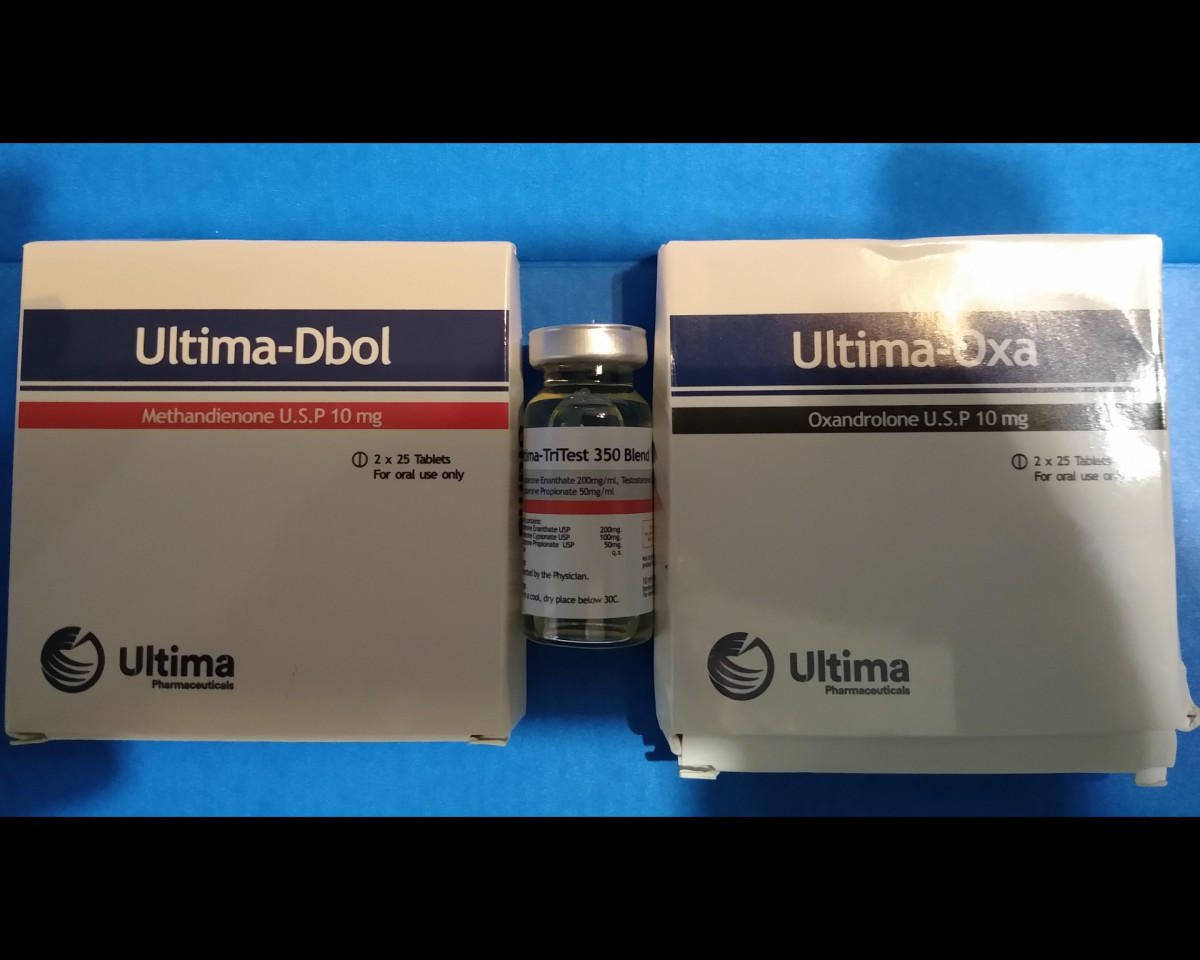 Ultima-Dbol
Methandienone U.S.P 10 mg
2 x 25 Tablets
For oral use only
Ultima
Pharmaceuticals
TriTest 350 Blend
Enanthate 200mg/ml,
Propionate 50mg/ml
Enanthate USP 200mg.
Cypionate USP 100mg.
Propionate USP 50mg.
q.s.
by the Physician.
cool, dry place below 30C.
Ultima-Oxa
Oxandrolone U.S.P 10 mg
2 x 25 Tablets
For oral use
Ultima
Pharmaceuticals